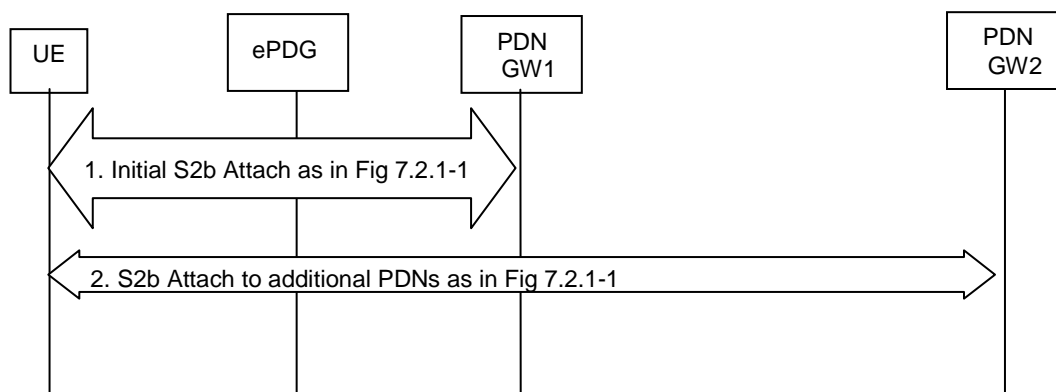 UE
ePDG
PDN
GW1
PDN
GW2
1. Initial S2b Attach as in Fig 7.2.1-1
2. S2b Attach to additional PDNs as in Fig 7.2.1-1